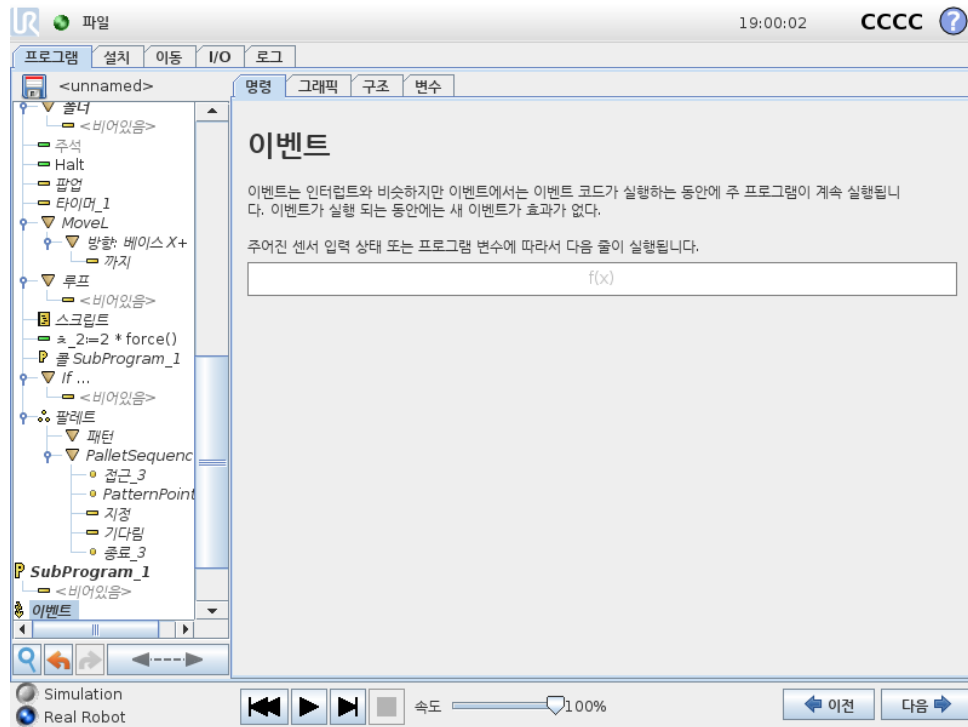 UR 파일 19:00:02 CCCC ?
프로그램 설치 이동 I/O 로그
<unnamed>
명령 그래픽 구조 변수
폴더
<비어있음>
주석
Halt
팝업
타이머_1
MoveL
방향: 베이스 X+
까지
루프
<비어있음>
스크립트
ㅊ_2:=2 * force()
콜 SubProgram_1
If ...
<비어있음>
팔레트
패턴
PalletSequenc
접근_3
PatternPoint
지정
기다림
종료_3
SubProgram_1
<비어있음>
이벤트
이벤트
이벤트는 인터럽트와 비슷하지만 이벤트에서는 이벤트 코드가 실행하는 동안에 주 프로그램이 계속 실행됩니
다. 이벤트가 실행 되는 동안에는 새 이벤트가 효과가 없다.
주어진 센서 입력 상태 또는 프로그램 변수에 따라서 다음 줄이 실행됩니다.
f(x)
Simulation
Real Robot
속도 100%
이전 다음